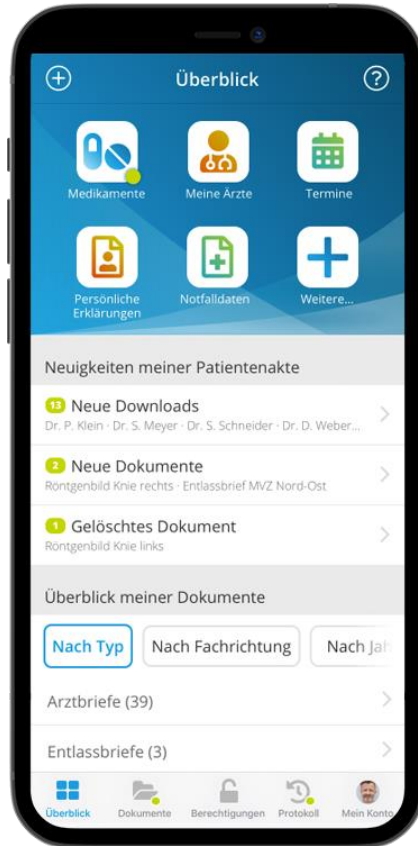 Überblick
?
Medikamente
Meine Ärzte
Termine
Persönliche
Erklärungen
Notfalldaten
Weitere...
Neuigkeiten meiner Patientenakte
13 Neue Downloads
Dr. P. Klein · Dr. S. Meyer · Dr. S. Schneider · Dr. D. Weber...
2 Neue Dokumente
Röntgenbild Knie rechts · Entlassbrief MVZ Nord-Ost
1 Gelöschtes Dokument
Röntgenbild Knie links
Überblick meiner Dokumente
Nach Typ
Nach Fachrichtung
Nach Jah
Arztbriefe (39)
Entlassbriefe (3)
Überblick
Dokumente
Berechtigungen
Protokoll
Mein Konto